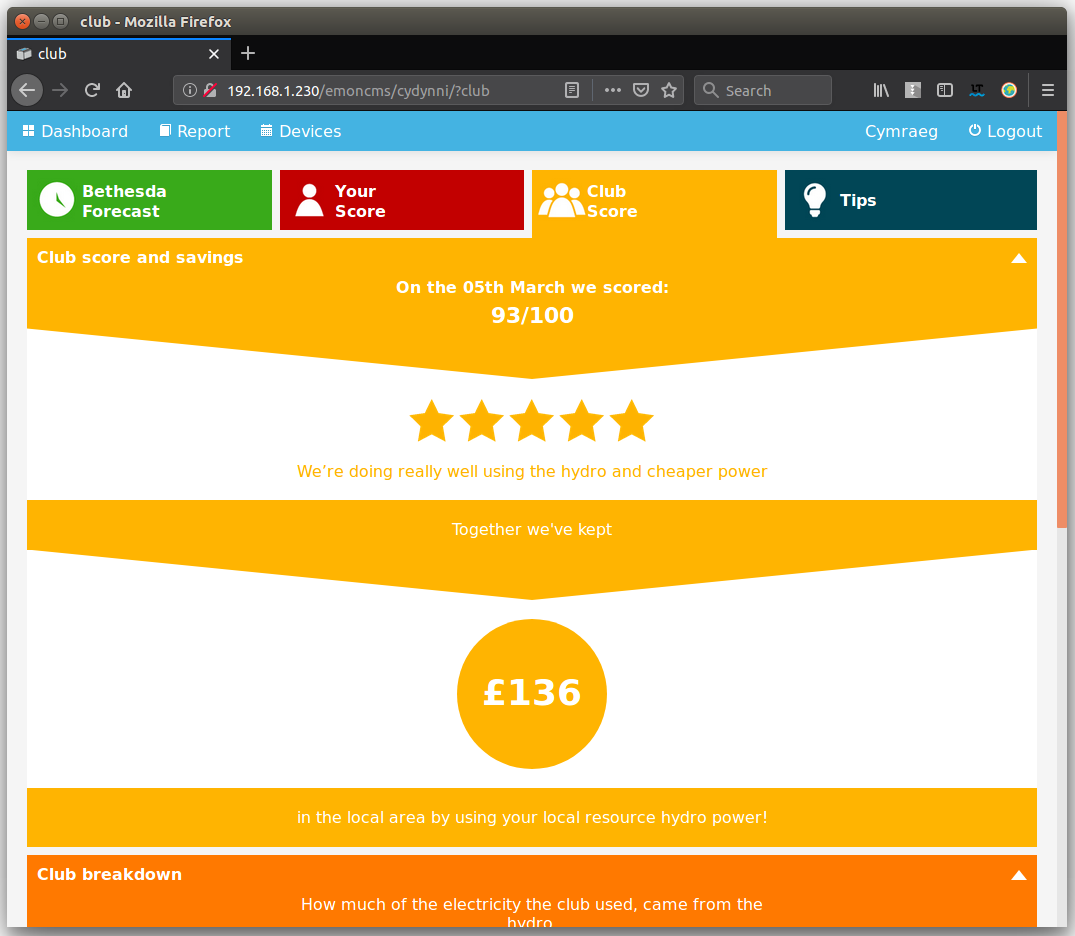 club - Mozilla Firefox
club
192.168.1.230/emoncms/cydynni/?club
Search
Dashboard
Report
Devices
Cymraeg
Logout
Bethesda
Forecast
Your
Score
Club
Score
Tips
Club score and savings
On the 05th March we scored:
93/100
We’re doing really well using the hydro and cheaper power
Together we've kept
£136
in the local area by using your local resource hydro power!
Club breakdown
How much of the electricity the club used, came from the
hydro